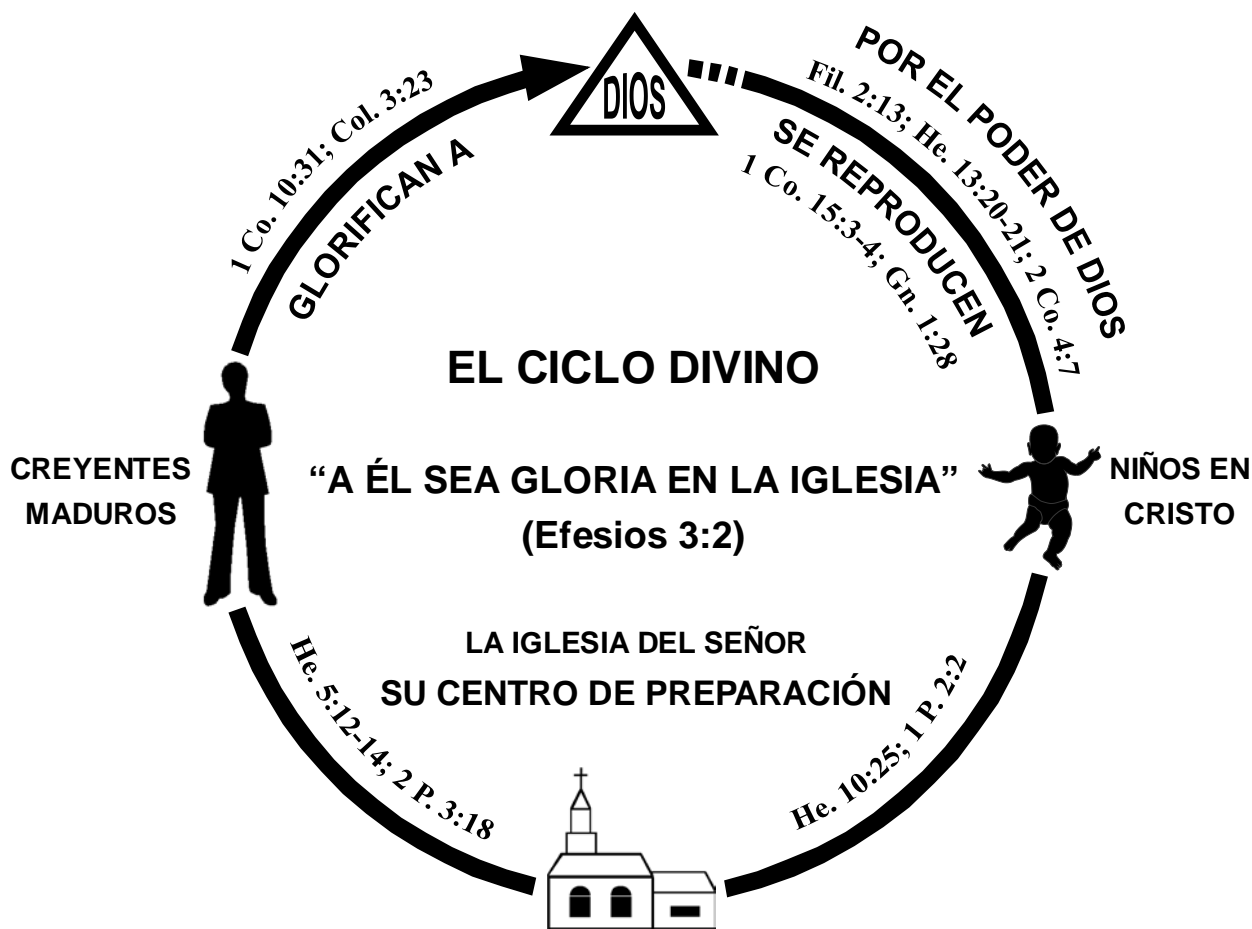 DIOS
POR EL PODER DE DIOS
Fil. 2:13; He. 13:20-21; 2 Co. 4:7
SE REPRODUCEN
1 Co. 15:3-4; Gn. 1:28
1 Co. 10:31; Col. 3:23
GLORIFICAN A
EL CICLO DIVINO
CREYENTES
MADUROS
“A ÉL SEA GLORIA EN LA IGLESIA”
(Efesios 3:2)
NIÑOS EN
CRISTO
LA IGLESIA DEL SEÑOR
SU CENTRO DE PREPARACIÓN
He. 5:12-14; 2 P. 3:18
He. 10:25; 1 P. 2:2